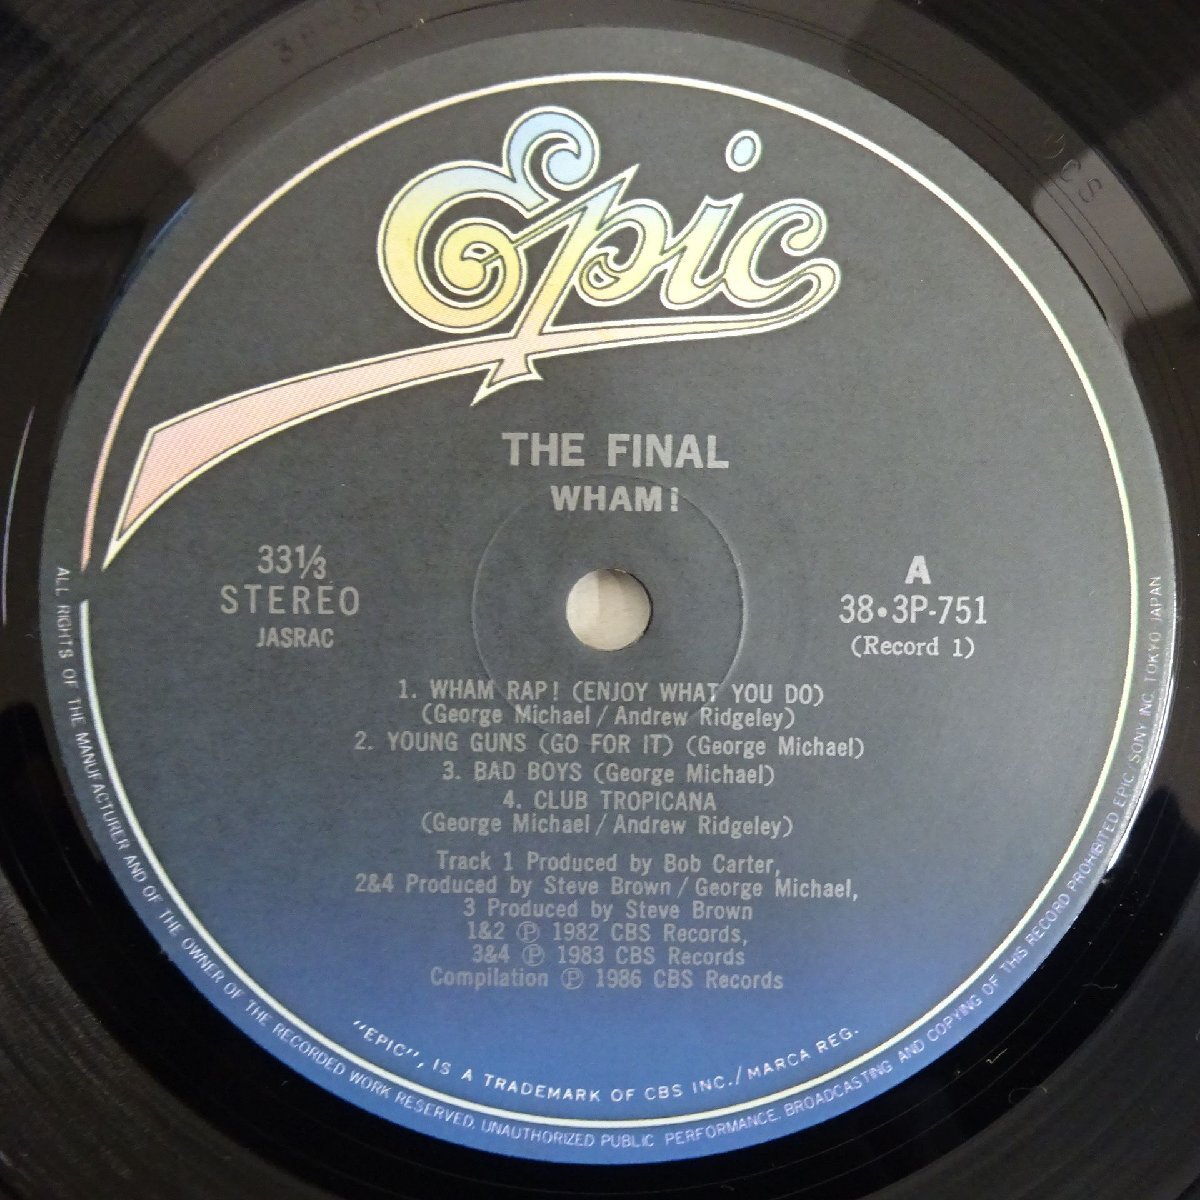 Epic
THE FINAL
WHAM!
33⅓
STEREO
JASRAC
A
38•3P-751
(Record 1)
1. WHAM RAP! (ENJOY WHAT YOU DO)
(George Michael/Andrew Ridgeley)
2. YOUNG GUNS (GO FOR IT) (George Michael)
3. BAD BOYS (George Michael)
4. CLUB TROPICANA
(George Michael/Andrew Ridgeley)
Track 1 Produced by Bob Carter,
2&4 Produced by Steve Brown/George Michael,
3 Produced by Steve Brown
1&2 ℗ 1982 CBS Records,
3&4 ℗ 1983 CBS Records
Compilation ℗ 1986 CBS Records
"EPIC", IS A TRADEMARK OF CBS INC./MARCA REG.
ALL RIGHTS OF THE MANUFACTURER AND OF THE OWNER OF THE RECORDED WORK RESERVED. UNAUTHORIZED PUBLIC PERFORMANCE, BROADCASTING AND COPYING OF THIS RECORD PROHIBITED EPIC/SONY INC. TOKYO JAPAN